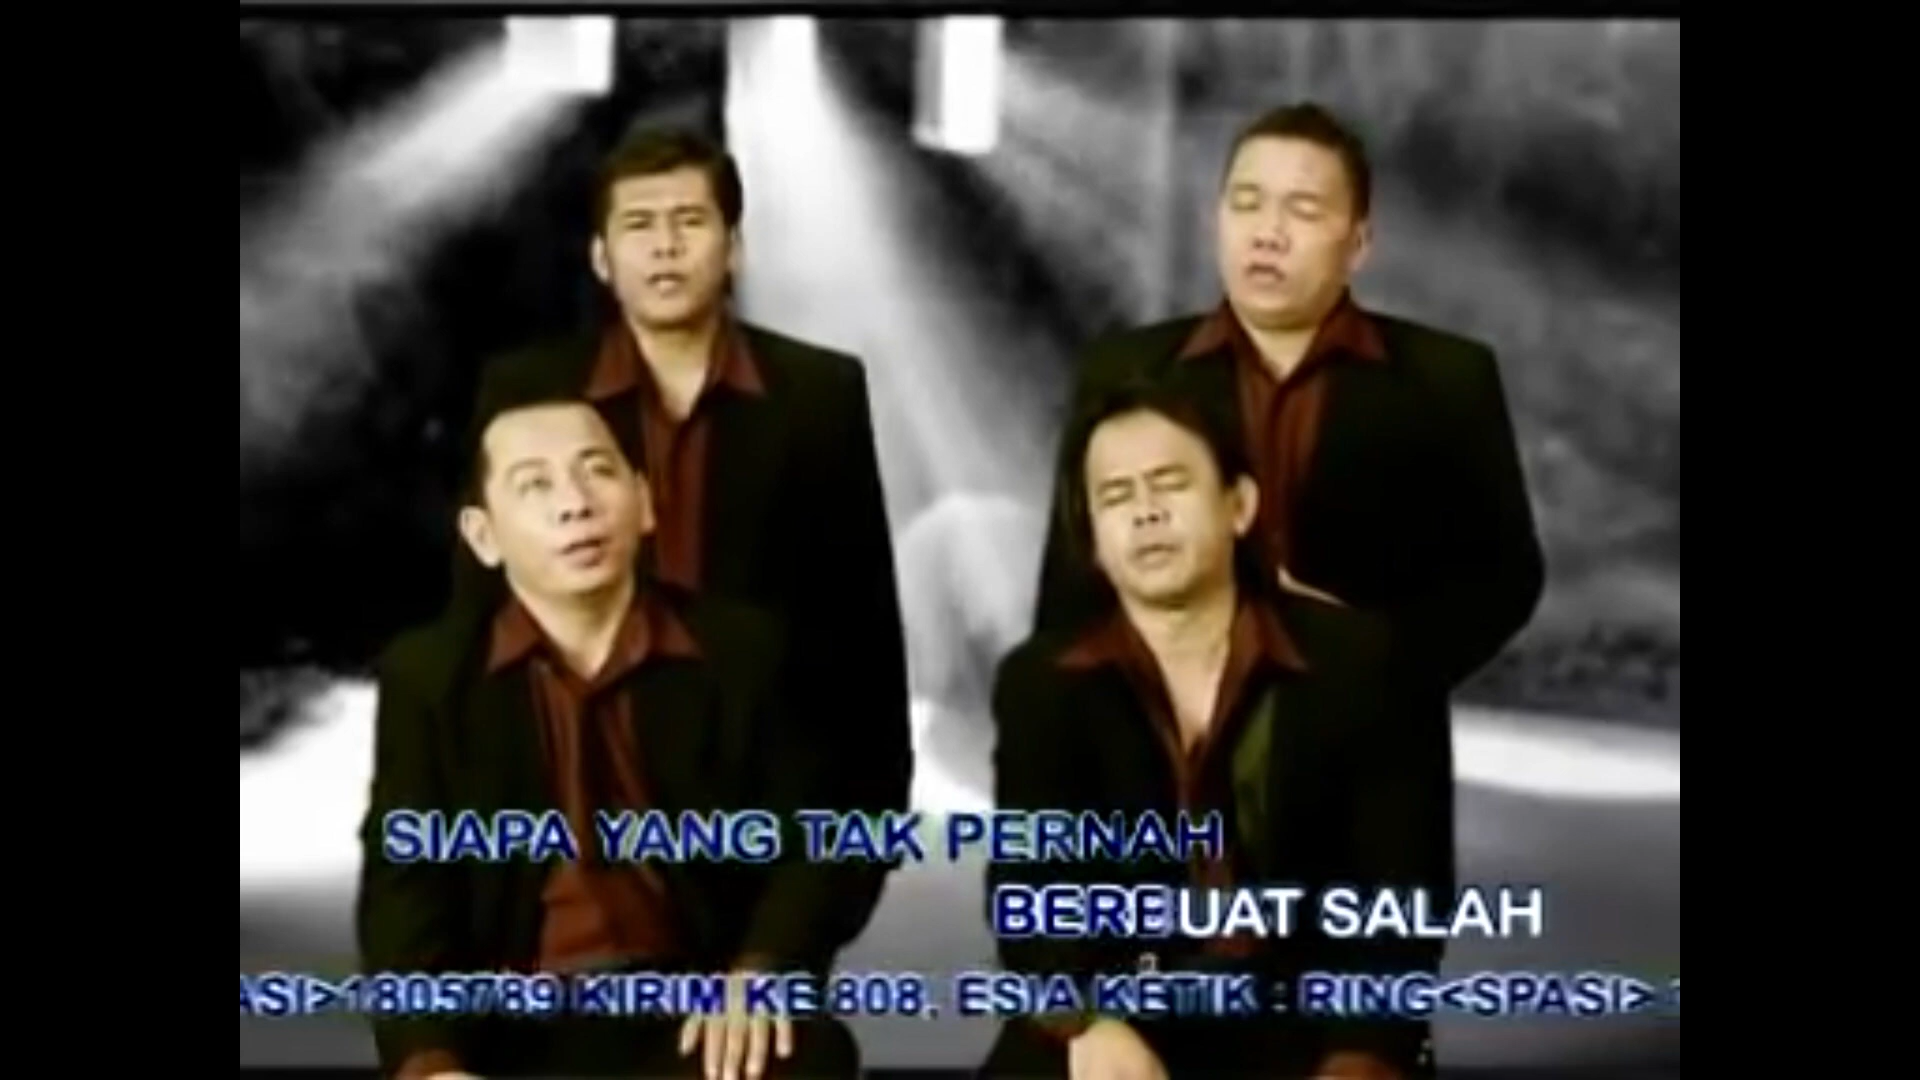 SIAPA YANG TAK PERNAH
BERBUAT SALAH
ASI>1805789 KIRIM KE 808, ESIA KETIK : RING<SPASI>